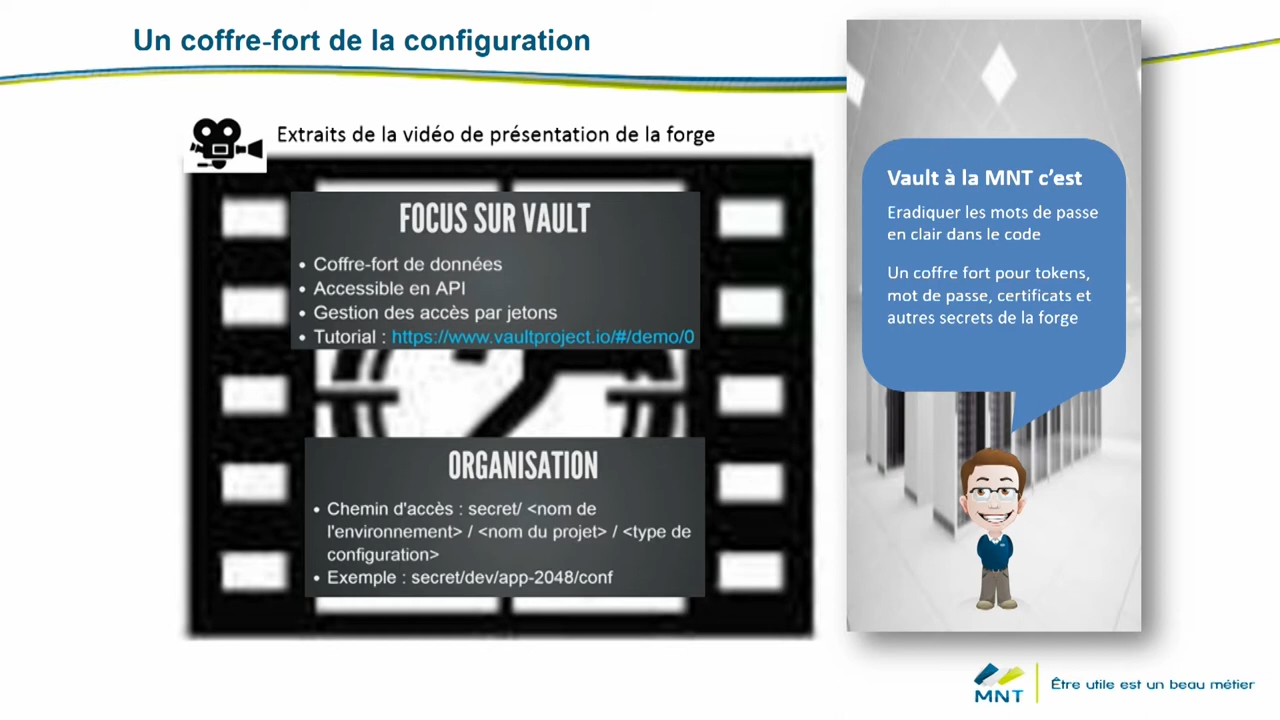 Un coffre-fort de la configuration
Extraits de la vidéo de présentation de la forge
FOCUS SUR VAULT
• Coffre-fort de données
• Accessible en API
• Gestion des accès par jetons
• Tutorial : https://www.vaultproject.io/#/demo/0
ORGANISATION
• Chemin d'accès : secret/ <nom de
l'environnement> / <nom du projet> / <type de
configuration>
• Exemple : secret/dev/app-2048/conf
Vault à la MNT c'est
Eradiquer les mots de passe
en clair dans le code
Un coffre fort pour tokens,
mot de passe, certificats et
autres secrets de la forge
MNT
Être utile est un beau métier